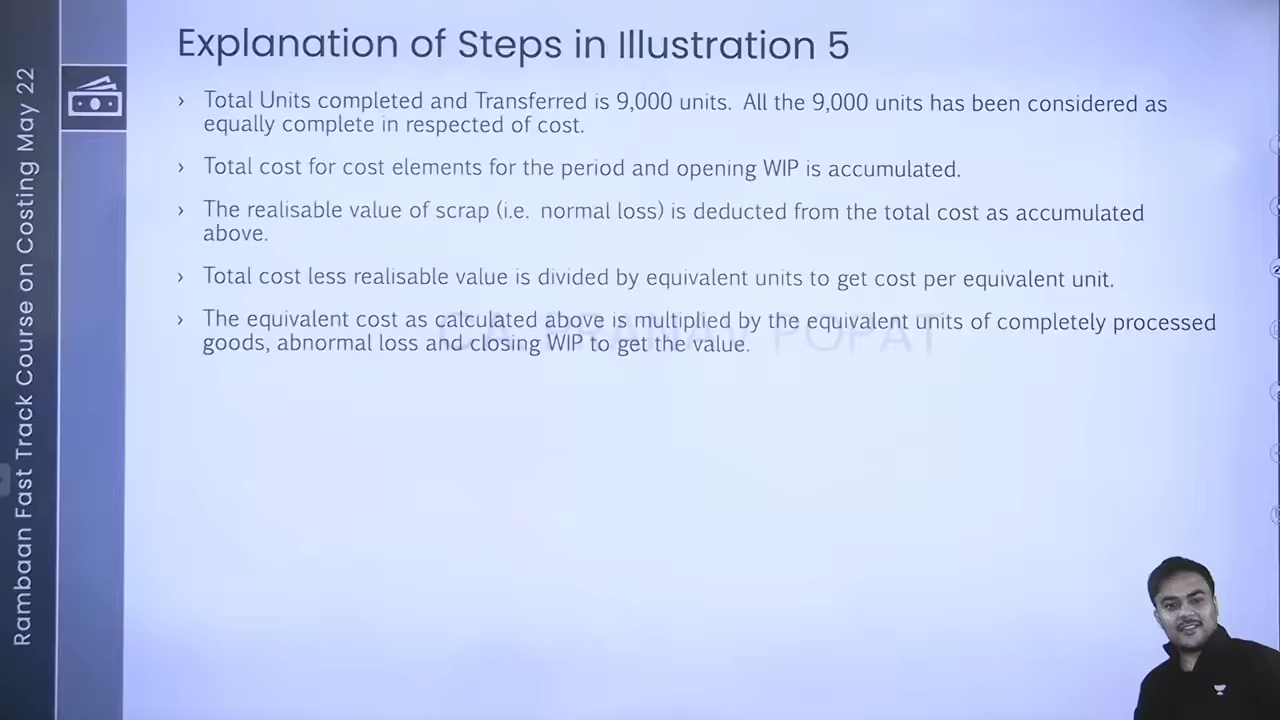 Explanation of Steps in Illustration 5
Rambaan Fast Track Course on Costing May 22
› Total Units completed and Transferred is 9,000 units. All the 9,000 units has been considered as
equally complete in respected of cost.
› Total cost for cost elements for the period and opening WIP is accumulated.
› The realisable value of scrap (i.e. normal loss) is deducted from the total cost as accumulated
above.
› Total cost less realisable value is divided by equivalent units to get cost per equivalent unit.
› The equivalent cost as calculated above is multiplied by the equivalent units of completely processed
goods, abnormal loss and closing WIP to get the value.
CA PRANAV POPAT